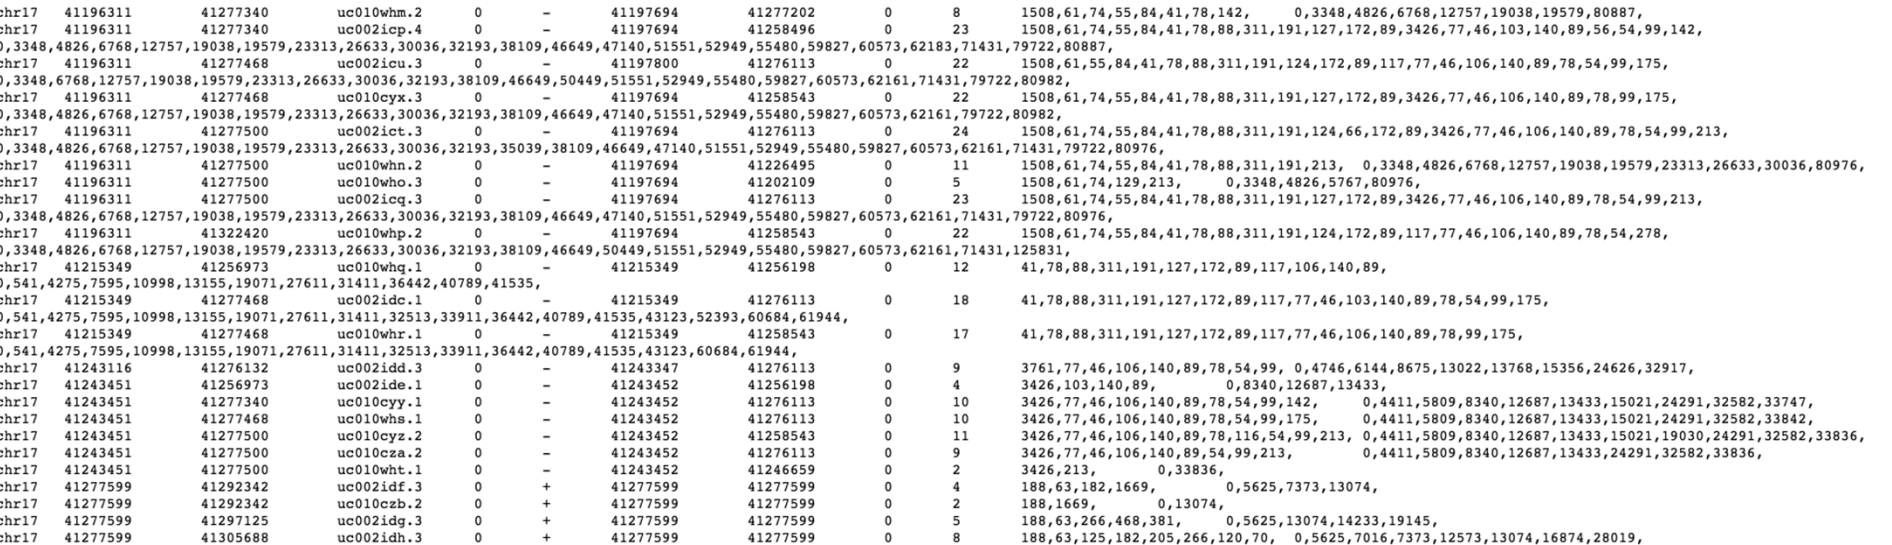 chr17 41196311 41277340 uc010whm.2 0 - 41197694 41277202 0 8 1508,61,74,55,84,41,78,142, 0,3348,4826,6768,12757,19038,19579,80887,
chr17 41196311 41277340 uc002icp.4 0 - 41197694 41258496 0 23 1508,61,74,55,84,41,78,88,311,191,127,172,89,3426,77,46,103,140,89,56,54,99,142,
0,3348,4826,6768,12757,19038,19579,23313,26633,30036,32193,38109,46649,47140,51551,52949,55480,59827,60573,62183,71431,79722,80887,
chr17 41196311 41277468 uc002icu.3 0 - 41197800 41276113 0 22 1508,61,55,84,41,78,88,311,191,124,172,89,117,77,46,106,140,89,78,54,99,175,
0,3348,6768,12757,19038,19579,23313,26633,30036,32193,38109,46649,50449,51551,52949,55480,59827,60573,62161,71431,79722,80982,
chr17 41196311 41277468 uc010cyx.3 0 - 41197694 41258543 0 22 1508,61,74,55,84,41,78,88,311,191,127,172,89,3426,77,46,106,140,89,78,99,175,
0,3348,4826,6768,12757,19038,19579,23313,26633,30036,32193,38109,46649,47140,51551,52949,55480,59827,60573,62161,79722,80982,
chr17 41196311 41277500 uc002ict.3 0 - 41197694 41276113 0 24 1508,61,74,55,84,41,78,88,311,191,124,66,172,89,3426,77,46,106,140,89,78,54,99,213,
0,3348,4826,6768,12757,19038,19579,23313,26633,30036,32193,35039,38109,46649,47140,51551,52949,55480,59827,60573,62161,71431,79722,80976,
chr17 41196311 41277500 uc010whn.2 0 - 41197694 41226495 0 11 1508,61,74,55,84,41,78,88,311,191,213, 0,3348,4826,6768,12757,19038,19579,23313,26633,30036,80976,
chr17 41196311 41277500 uc010who.3 0 - 41197694 41202109 0 5 1508,61,74,129,213, 0,3348,4826,5767,80976,
chr17 41196311 41277500 uc002icq.3 0 - 41197694 41276113 0 23 1508,61,74,55,84,41,78,88,311,191,127,172,89,3426,77,46,106,140,89,78,54,99,213,
0,3348,4826,6768,12757,19038,19579,23313,26633,30036,32193,38109,46649,47140,51551,52949,55480,59827,60573,62161,71431,79722,80976,
chr17 41196311 41322420 uc010whp.2 0 - 41197694 41258543 0 22 1508,61,74,55,84,41,78,88,311,191,124,172,89,117,77,46,106,140,89,78,54,278,
0,3348,4826,6768,12757,19038,19579,23313,26633,30036,32193,38109,46649,50449,51551,52949,55480,59827,60573,62161,71431,125831,
chr17 41215349 41256973 uc010whq.1 0 - 41215349 41256198 0 12 41,78,88,311,191,127,172,89,117,106,140,89,
0,541,4275,7595,10998,13155,19071,27611,31411,36442,40789,41535,
chr17 41215349 41277468 uc002idc.1 0 - 41215349 41276113 0 18 41,78,88,311,191,127,172,89,117,77,46,103,140,89,78,54,99,175,
0,541,4275,7595,10998,13155,19071,27611,31411,32513,33911,36442,40789,41535,43123,52393,60684,61944,
chr17 41215349 41277468 uc010whr.1 0 - 41215349 41258543 0 17 41,78,88,311,191,127,172,89,117,77,46,106,140,89,78,99,175,
0,541,4275,7595,10998,13155,19071,27611,31411,32513,33911,36442,40789,41535,43123,60684,61944,
chr17 41243116 41276132 uc002idd.3 0 - 41243347 41276113 0 9 3761,77,46,106,140,89,78,54,99, 0,4746,6144,8675,13022,13768,15356,24626,32917,
chr17 41243451 41256973 uc002ide.1 0 - 41243452 41256198 0 4 3426,103,140,89, 0,8340,12687,13433,
chr17 41243451 41277340 uc010cyy.1 0 - 41243452 41276113 0 10 3426,77,46,106,140,89,78,54,99,142, 0,4411,5809,8340,12687,13433,15021,24291,32582,33747,
chr17 41243451 41277468 uc010whs.1 0 - 41243452 41276113 0 10 3426,77,46,106,140,89,78,54,99,175, 0,4411,5809,8340,12687,13433,15021,24291,32582,33842,
chr17 41243451 41277500 uc010cyz.2 0 - 41243452 41258543 0 11 3426,77,46,106,140,89,78,116,54,99,213, 0,4411,5809,8340,12687,13433,15021,19030,24291,32582,33836,
chr17 41243451 41277500 uc010cza.2 0 - 41243452 41276113 0 9 3426,77,46,106,140,89,54,99,213, 0,4411,5809,8340,12687,13433,24291,32582,33836,
chr17 41243451 41277500 uc010wht.1 0 - 41243452 41246659 0 2 3426,213, 0,33836,
chr17 41277599 41292342 uc002idf.3 0 + 41277599 41277599 0 4 188,63,182,1669, 0,5625,7373,13074,
chr17 41277599 41292342 uc010czb.2 0 + 41277599 41277599 0 2 188,1669, 0,13074,
chr17 41277599 41297125 uc002idg.3 0 + 41277599 41277599 0 5 188,63,266,468,381, 0,5625,13074,14233,19145,
chr17 41277599 41305688 uc002idh.3 0 + 41277599 41277599 0 8 188,63,125,182,205,266,120,70, 0,5625,7016,7373,12573,13074,16874,28019,